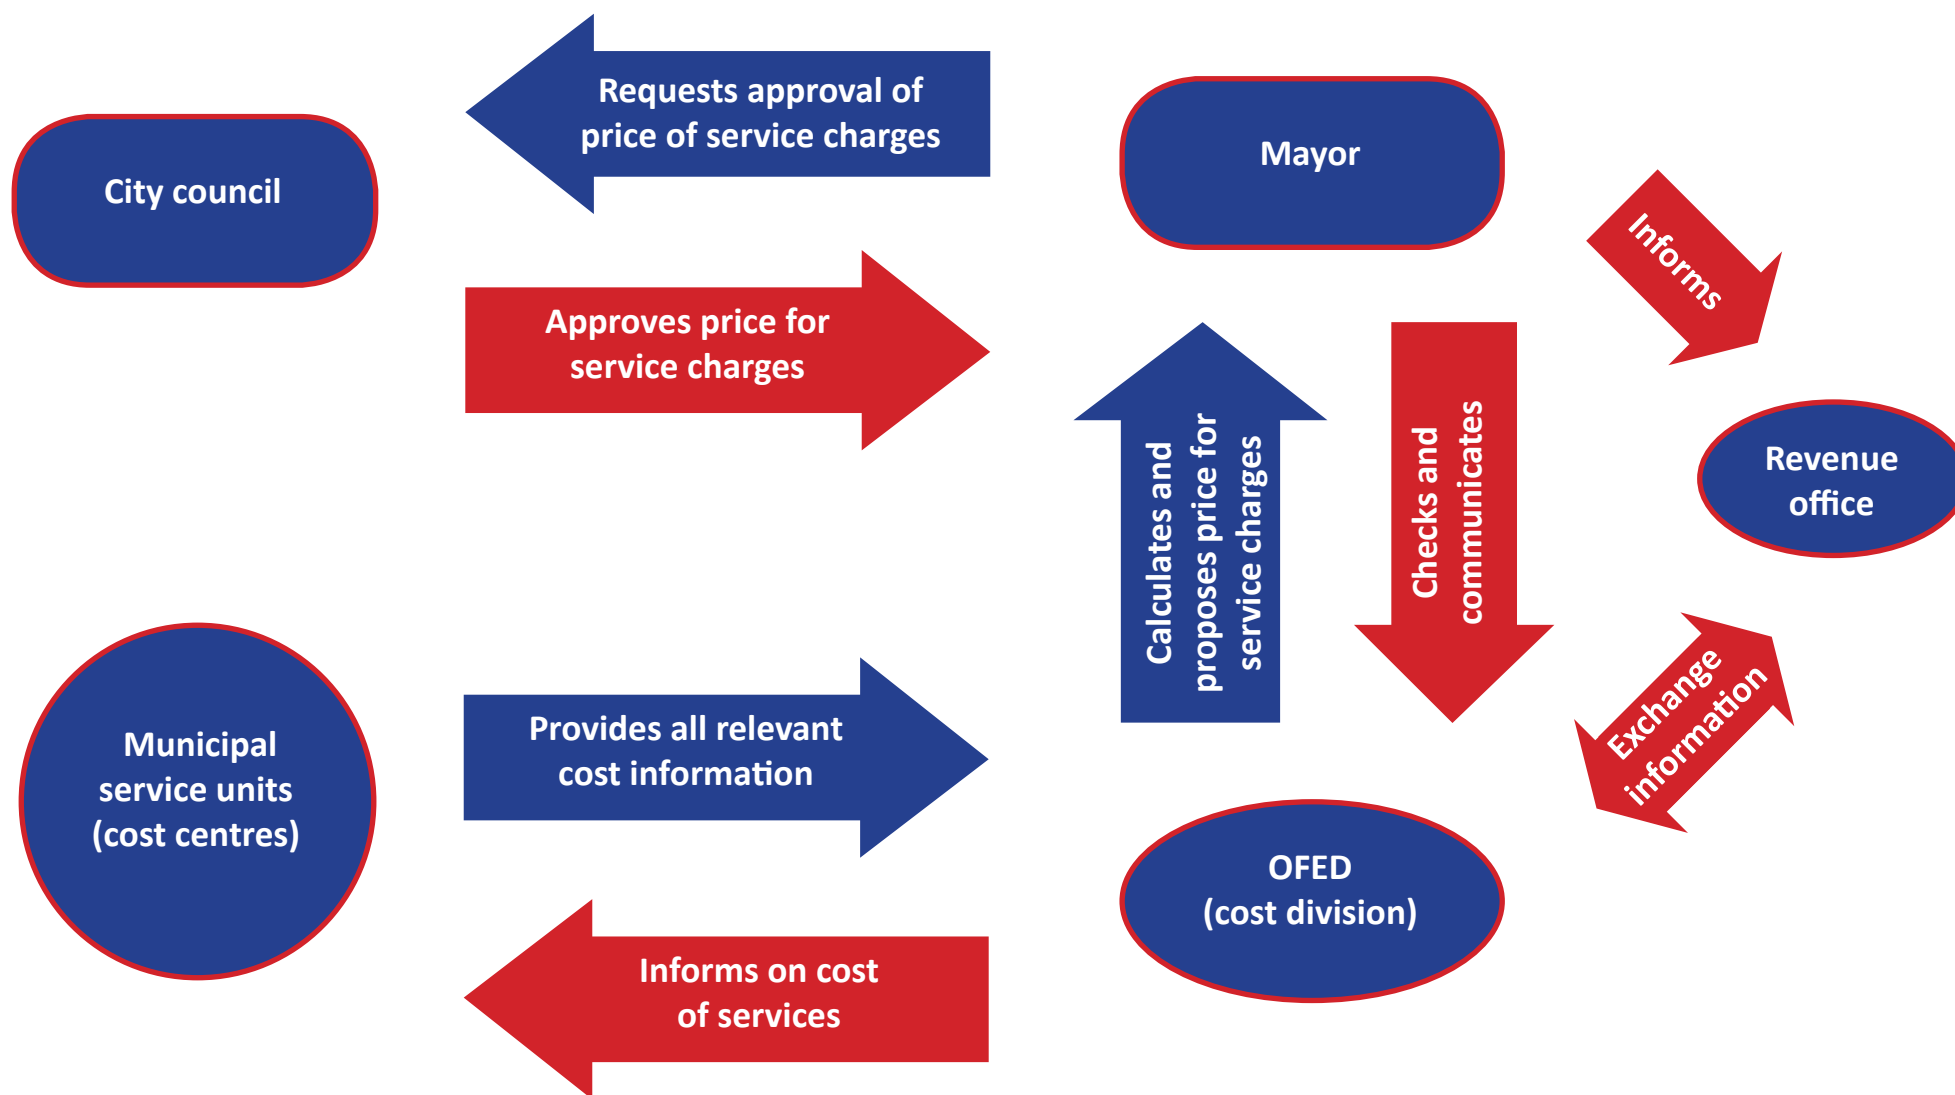 Requests approval of
price of service charges
City council
Mayor
Informs
Approves price for
service charges
Calculates and
proposes price for
service charges
Checks and
communicates
Revenue
office
Municipal
service units
(cost centres)
Provides all relevant
cost information
Exchange
information
OFED
(cost division)
Informs on cost
of services